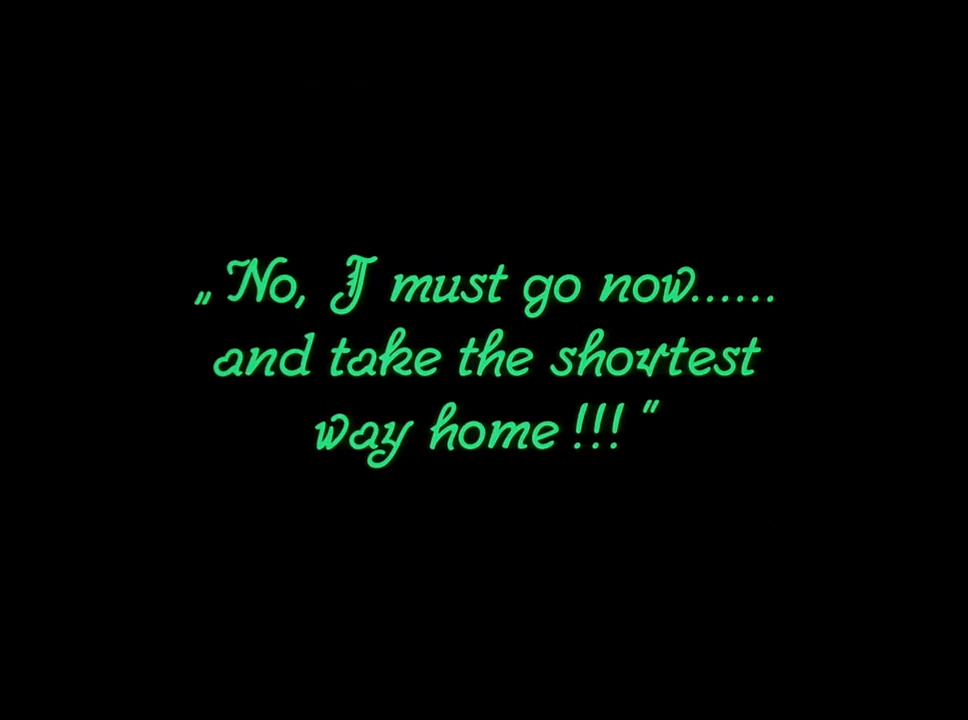 „No, I must go now......
and take the shortest
way home!!!"